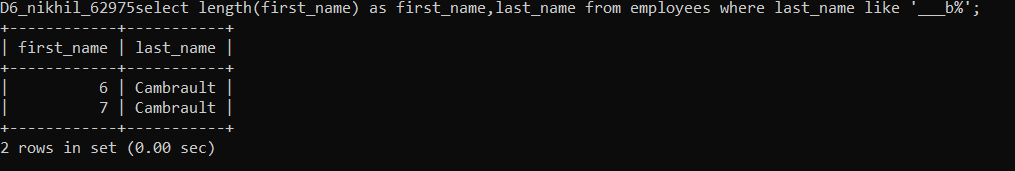 D6_nikhil_62975select length(first_name) as first_name,last_name from employees where last_name like '___b%';
+------------+-----------+
| first_name | last_name |
+------------+-----------+
|          6 | Cambrault |
|          7 | Cambrault |
+------------+-----------+
2 rows in set (0.00 sec)